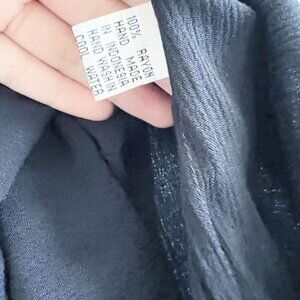 100% RAYON
HAND MADE
IN INDONESIA
HAND WASH IN
COOL WATER